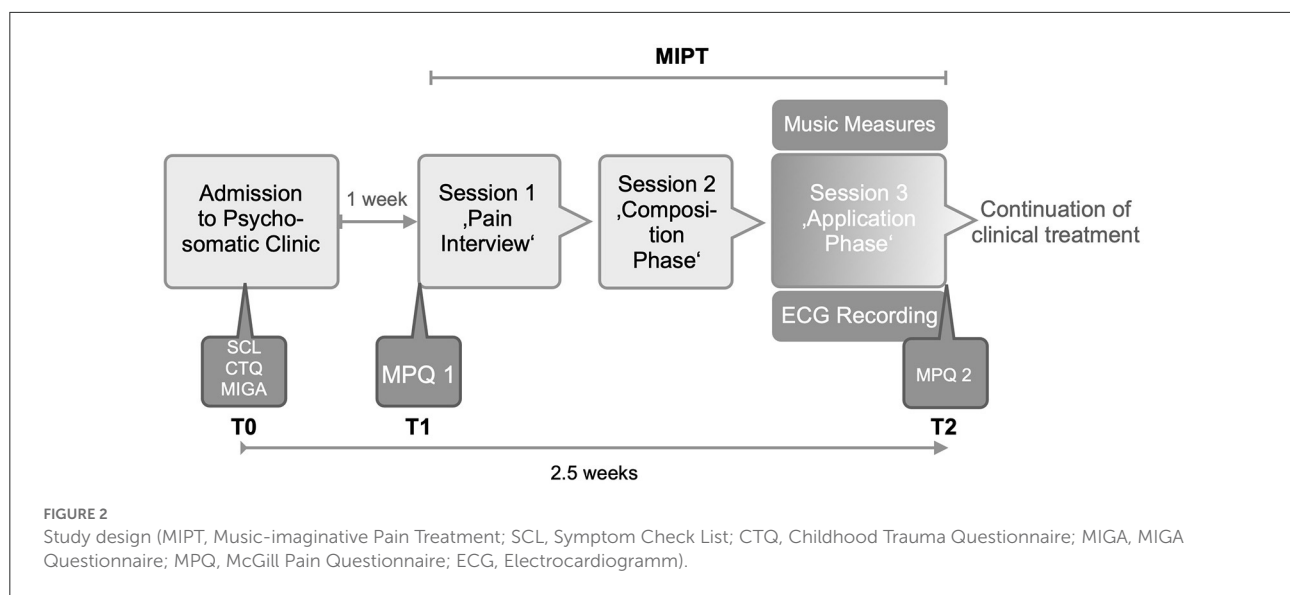 MIPT
Music Measures
Admission
to Psycho-
somatic Clinic
1 week
Session 1
‚Pain
Interview‘
Session 2
‚Composi-
tion
Phase‘
Session 3
‚Application
Phase‘
Continuation of
clinical treatment
ECG Recording
SCL
CTQ
MIGA
MPQ 1
MPQ 2
T0
T1
T2
2.5 weeks
FIGURE 2
Study design (MIPT, Music-imaginative Pain Treatment; SCL, Symptom Check List; CTQ, Childhood Trauma Questionnaire; MIGA, MIGA
Questionnaire; MPQ, McGill Pain Questionnaire; ECG, Electrocardiogramm).